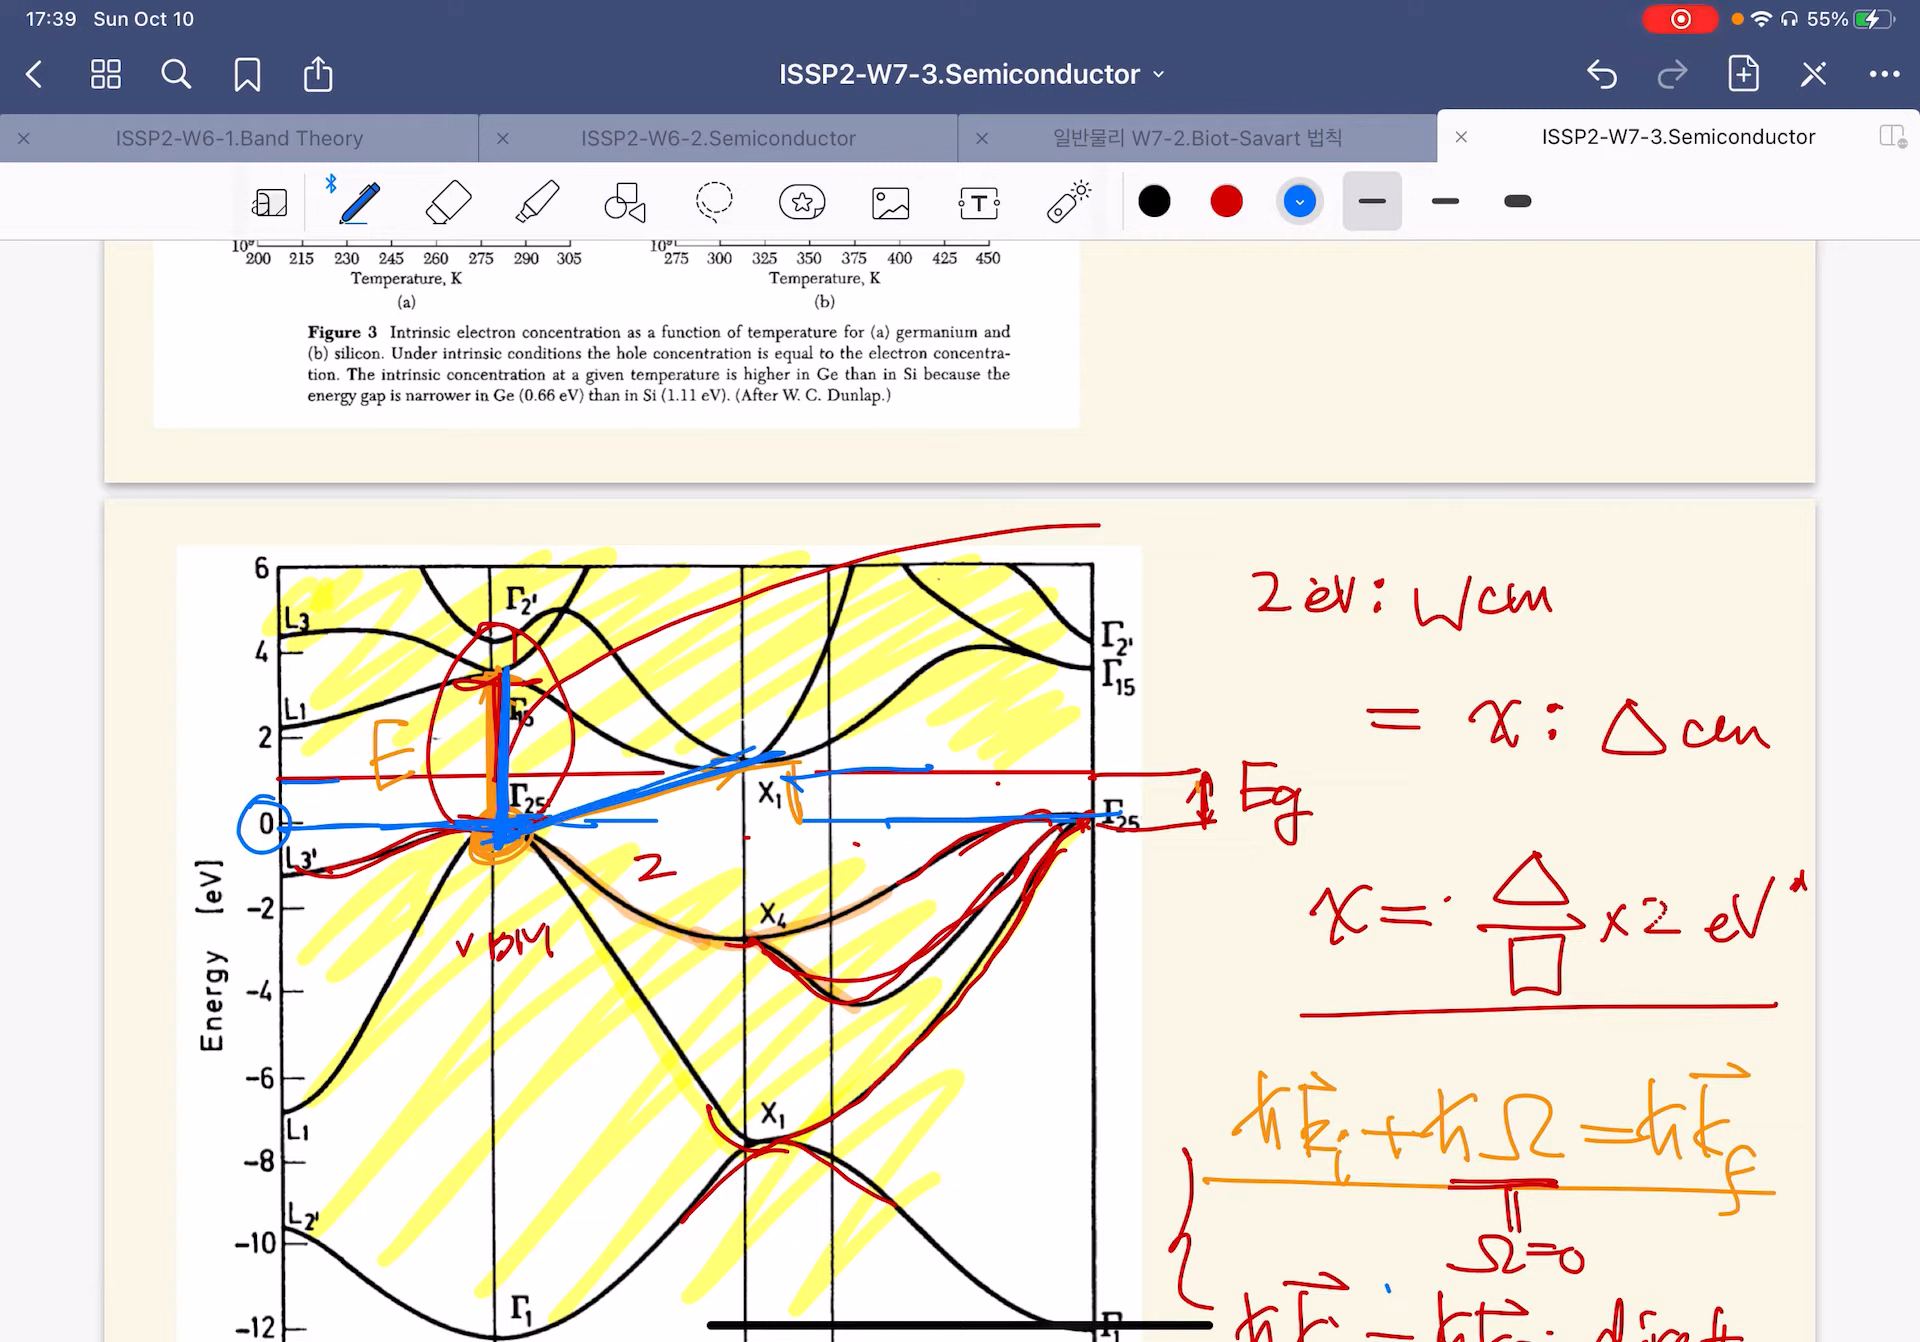 17:39 Sun Oct 10
55%
ISSP2-W7-3.Semiconductor
ISSP2-W6-1.Band Theory
ISSP2-W6-2.Semiconductor
일반물리 W7-2.Biot-Savart 법칙
ISSP2-W7-3.Semiconductor
T
10⁹
200 215 230 245 260 275 290 305
Temperature, K
(a)
10⁹
275 300 325 350 375 400 425 450
Temperature, K
(b)
Figure 3 Intrinsic electron concentration as a function of temperature for (a) germanium and
(b) silicon. Under intrinsic conditions the hole concentration is equal to the electron concentra-
tion. The intrinsic concentration at a given temperature is higher in Ge than in Si because the
energy gap is narrower in Ge (0.66 eV) than in Si (1.11 eV). (After W. C. Dunlap.)
6
4
2
0
-2
-4
-6
-8
-10
-12
Energy [eV]
L3
L1
L3'
L1
L2'
Γ2'
Γ15
Γ25'
Γ1
X1
X4
X1
Γ2'
Γ15
Γ25
Γ1
E
2
VBM
Eg
2 eV : □ cm
= x : △ cm
x = △/□ × 2 eV
ħk⃗i + ħΩ = ħk⃗f
Ω = 0